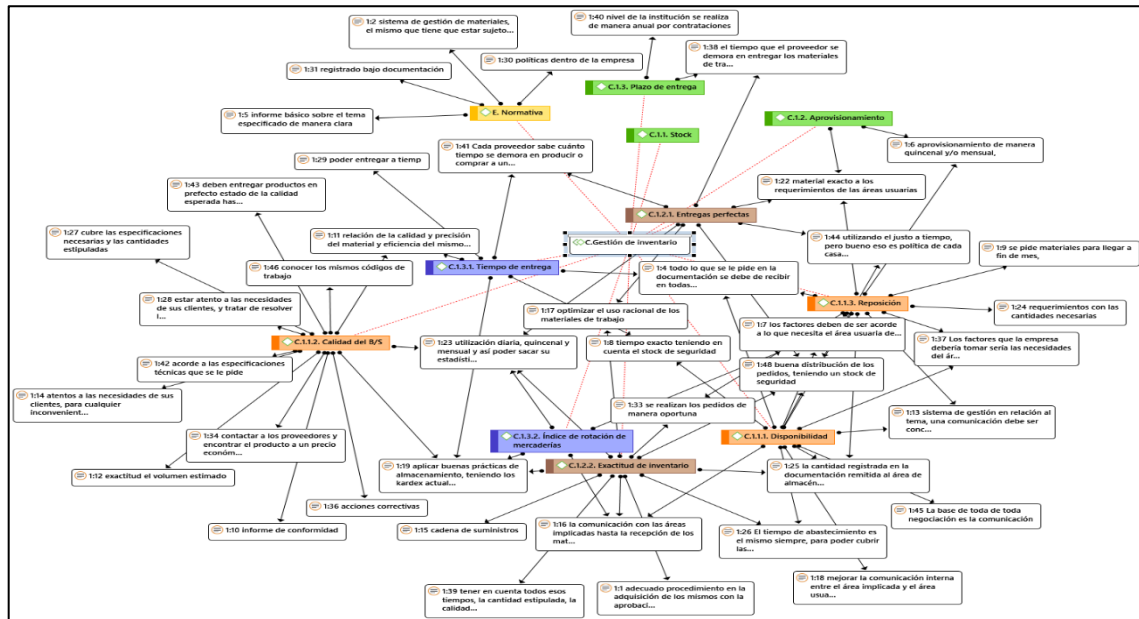 1:2 sistema de gestión de materiales,
el mismo que tiene que estar sujeto...
1:40 nivel de la institución se realiza
de manera anual por contrataciones
1:38 el tiempo que el proveedor se
demora en entregar los materiales
de tra...
1:31 registrado bajo documentación
1:30 políticas dentro de la empresa
C.1.3. Plazo de entrega
1:5 informe básico sobre el tema
especificado de manera clara
E. Normativa
C.1.1. Stock
C.1.2. Aprovisionamiento
1:41 Cada proveedor sabe cuánto
tiempo se demora en producir o
comprar a un...
1:6 aprovisionamiento de manera
quincenal y/o mensual,
1:29 poder entregar a tiemp
1:43 deben entregar productos en
prefecto estado de la calidad
esperada has...
1:22 material exacto a los
requerimientos de las áreas usuarias
C.1.2.1. Entregas perfectas
1:27 cubre las especificaciones
necesarias y las cantidades
estipuladas
1:11 relación de la calidad y precisión
del material y eficiencia del mismo...
C.Gestión de inventario
1:44 utilizando el justo a tiempo,
pero bueno eso es política de cada
casa...
1:9 se pide materiales para llegar a
fin de mes,
1:46 conocer los mismos códigos de
trabajo
C.1.3.1. Tiempo de entrega
1:4 todo lo que se le pide en la
documentación se debe de recibir
en todas...
1:28 estar atento a las necesidades
de sus clientes, y tratar de resolver
l...
C.1.1.3. Reposición
1:24 requerimientos con las
cantidades necesarias
1:17 optimizar el uso racional de los
materiales de trabajo
1:7 los factores deben de ser acorde
a lo que necesita el área usuaria de...
1:37 Los factores que la empresa
debería tomar sería las necesidades
del ár...
C.1.1.2. Calidad del B/S
1:23 utilización diaria, quincenal y
mensual y así poder sacar su
estadísti...
1:8 tiempo exacto teniendo en
cuenta el stock de seguridad
1:48 buena distribución de los
pedidos, teniendo un stock de
seguridad
1:42 acorde a las especificaciones
técnicas que se le pide
1:14 atentos a las necesidades de sus
clientes, para cualquier
inconvenient...
1:33 se realizan los pedidos de
manera oportuna
1:13 sistema de gestión en relación al
tema, una comunicación debe ser
conc...
1:34 contactar a los proveedores y
encontrar el producto a un precio
económ...
C.1.3.2. Índice de rotación de
mercaderías
C.1.1.1. Disponibilidad
1:12 exactitud el volumen estimado
1:19 aplicar buenas prácticas de
almacenamiento, teniendo los
kardex actual...
C.1.2.2. Exactitud de inventario
1:25 la cantidad registrada en la
documentación remitida al área de
almacén...
1:36 acciones correctivas
1:45 La base de toda de toda
negociación es la comunicación
1:10 informe de conformidad
1:15 cadena de suministros
1:16 la comunicación con las áreas
implicadas hasta la recepción de los
mat...
1:26 El tiempo de abastecimiento es
el mismo siempre, para poder cubrir
las...
1:39 tener en cuenta todos esos
tiempos, la cantidad estipulada, la
calidad...
1:1 adecuado procedimiento en la
adquisición de los mismos con la
aprobaci...
1:18 mejorar la comunicación interna
entre el área implicada y el área
usua...